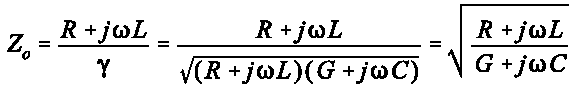 Zₒ = (R + jωL) / γ = (R + jωL) / √((R + jωL)(G + jωC)) = √((R + jωL) / (G + jωC))